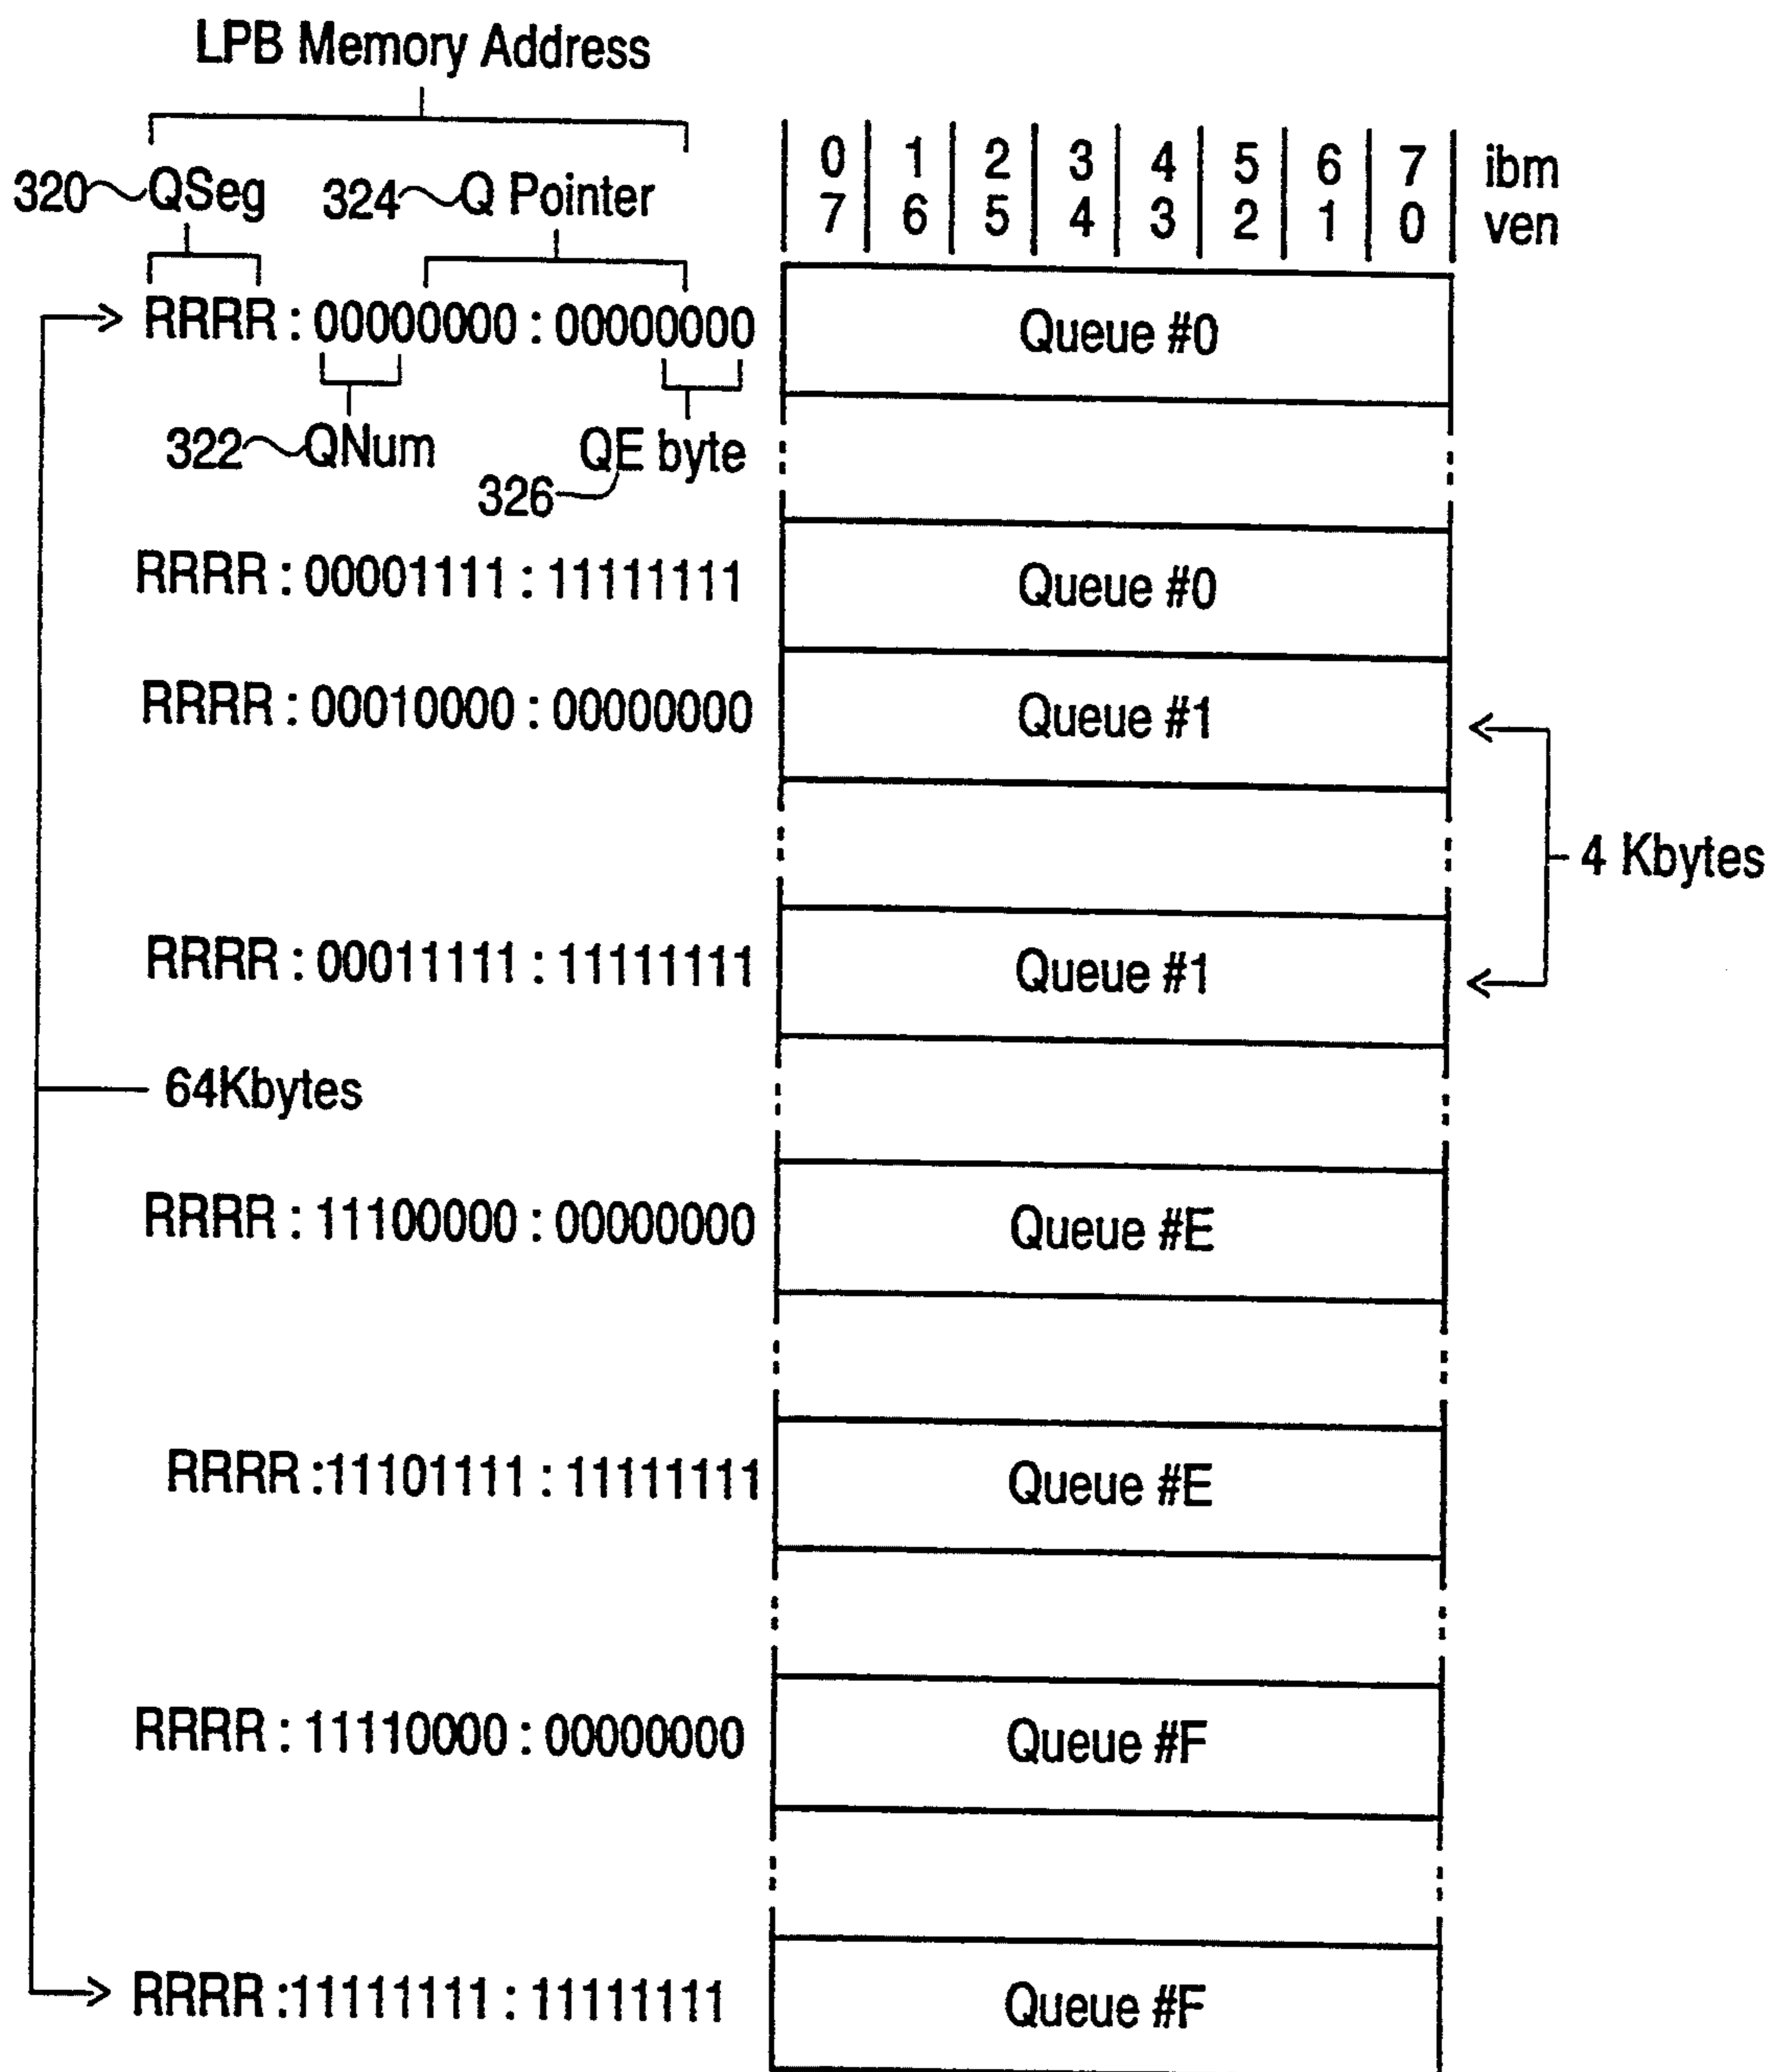 LPB Memory Address
320 QSeg 324 Q Pointer
0 1 2 3 4 5 6 7 ibm
7 6 5 4 3 2 1 0 ven
RRRR : 00000000 : 00000000 Queue #0
322 QNum QE byte
326
RRRR : 00001111 : 11111111 Queue #0
RRRR : 00010000 : 00000000 Queue #1
4 Kbytes
RRRR : 00011111 : 11111111 Queue #1
64Kbytes
RRRR : 11100000 : 00000000 Queue #E
RRRR :11101111 : 11111111 Queue #E
RRRR : 11110000 : 00000000 Queue #F
RRRR :11111111 : 11111111 Queue #F